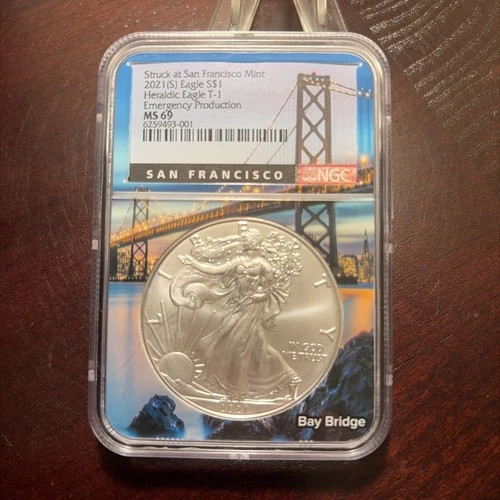 Struck at San Francisco Mint
2021(S) Eagle S$1
Heraldic Eagle T-1
Emergency Production
MS 69
6259493-001
SAN FRANCISCO
NGC
LIBERTY
IN GOD
WE TRUST
2021
Bay Bridge